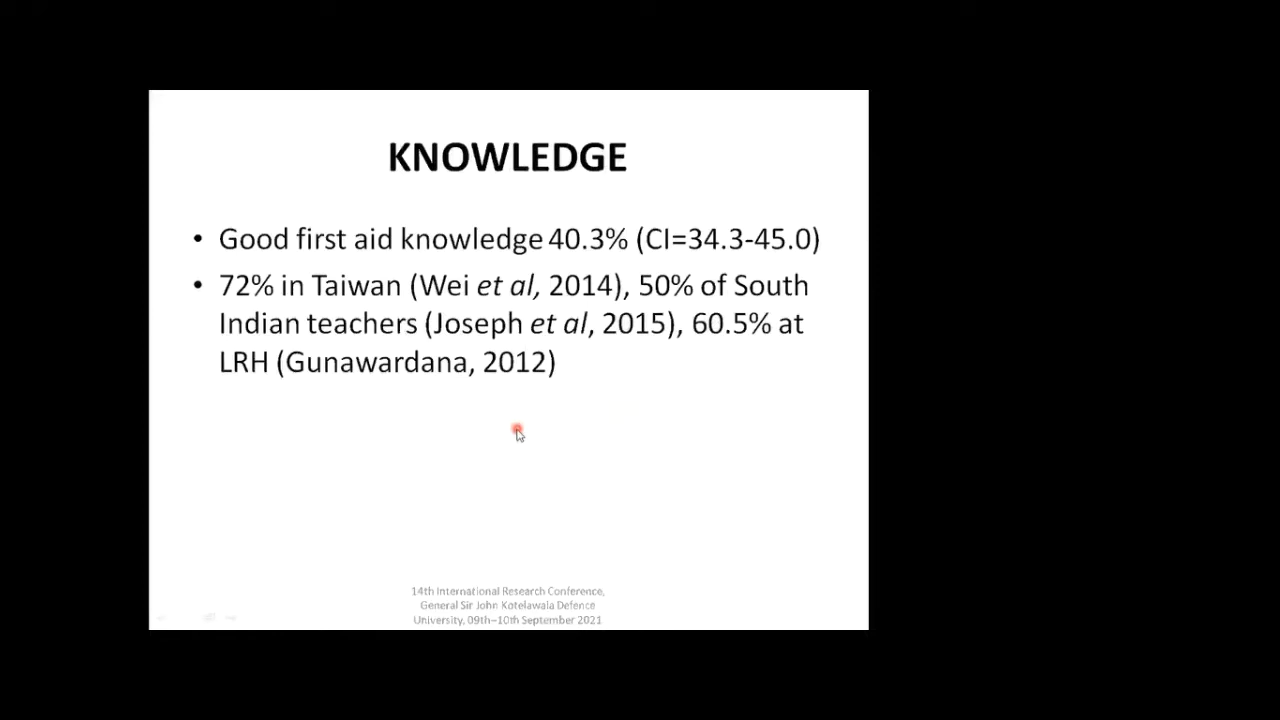 KNOWLEDGE
• Good first aid knowledge 40.3% (CI=34.3-45.0)
• 72% in Taiwan (Wei et al, 2014), 50% of South
Indian teachers (Joseph et al, 2015), 60.5% at
LRH (Gunawardana, 2012)
14th International Research Conference,
General Sir John Kotelawala Defence
University, 09th–10th September 2021